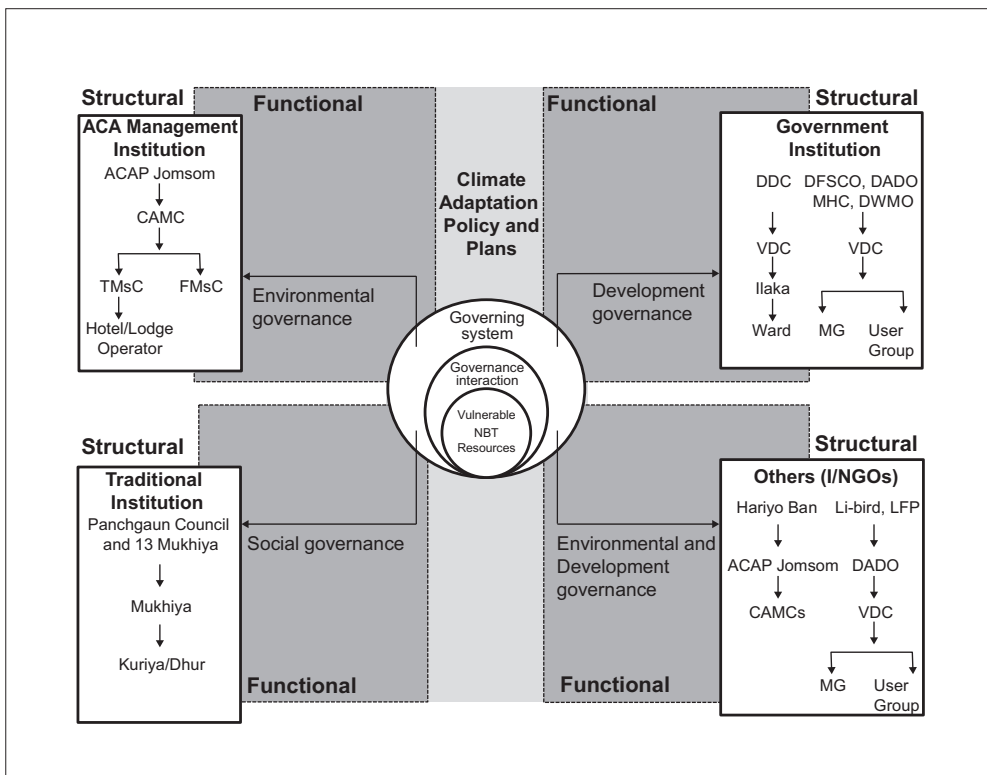 Structural
Functional
ACA Management
Institution
ACAP Jomsom
CAMC
TMsC
FMsC
Hotel/Lodge
Operator
Environmental
governance
Climate
Adaptation
Policy and
Plans
Functional
Structural
Government
Institution
DDC
DFSCO, DADO
MHC, DWMO
VDC
VDC
Ilaka
Ward
MG
User
Group
Development
governance
Governing
system
Governance
interaction
Vulnerable
NBT
Resources
Structural
Traditional
Institution
Panchgaun Council
and 13 Mukhiya
Mukhiya
Kuriya/Dhur
Social governance
Functional
Structural
Others (I/NGOs)
Hariyo Ban
Li-bird, LFP
ACAP Jomsom
DADO
CAMCs
VDC
MG
User
Group
Environmental and
Development
governance
Functional